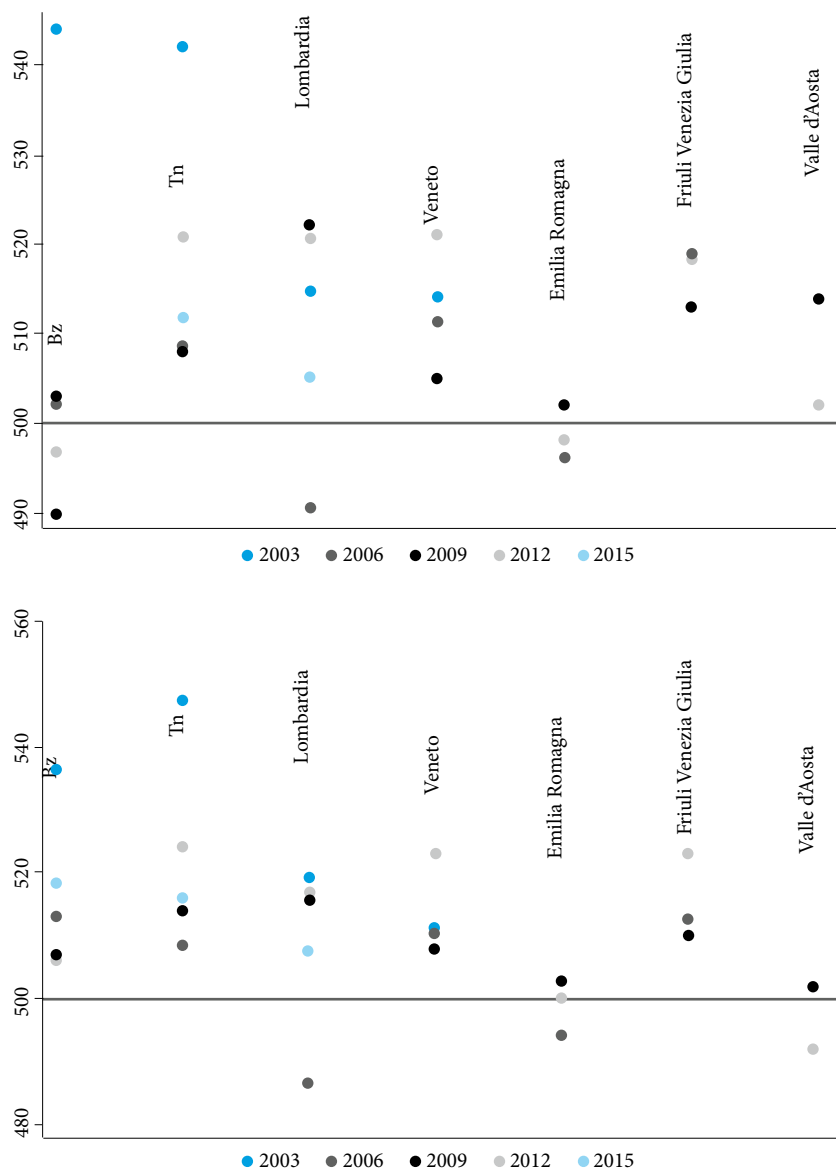 540
530
520
510
500
490
Bz
Tn
Lombardia
Veneto
Emilia Romagna
Friuli Venezia Giulia
Valle d'Aosta
2003 2006 2009 2012 2015
560
540
520
500
480
Bz
Tn
Lombardia
Veneto
Emilia Romagna
Friuli Venezia Giulia
Valle d'Aosta
2003 2006 2009 2012 2015